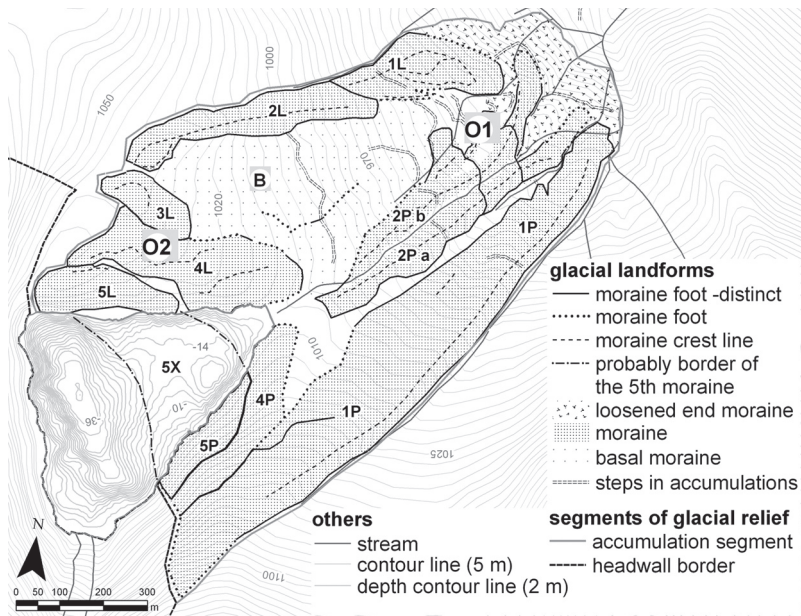 1000
1050
1L
2L
O1
970
B
1020
3L
2P b
1P
O2
2P a
4L
5L
1010
-14
5X
4P
-36
-10
1P
5P
1025
1100
glacial landforms
moraine foot -distinct
moraine foot
moraine crest line
probably border of
the 5th moraine
loosened end moraine
moraine
basal moraine
steps in accumulations
others
stream
contour line (5 m)
depth contour line (2 m)
segments of glacial relief
accumulation segment
headwall border
N
0 50 100 200 300
m